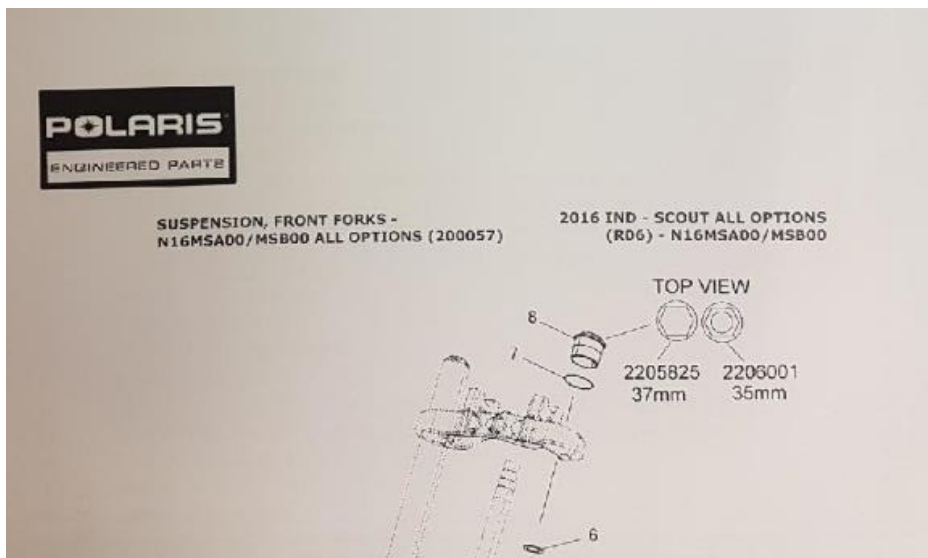 POLARIS
ENGINEERED PARTS
SUSPENSION, FRONT FORKS -
N16MSA00/MSB00 ALL OPTIONS (200057)
2016 IND - SCOUT ALL OPTIONS
(R06) - N16MSA00/MSB00
TOP VIEW
8
7
2205825 2206001
37mm 35mm
6